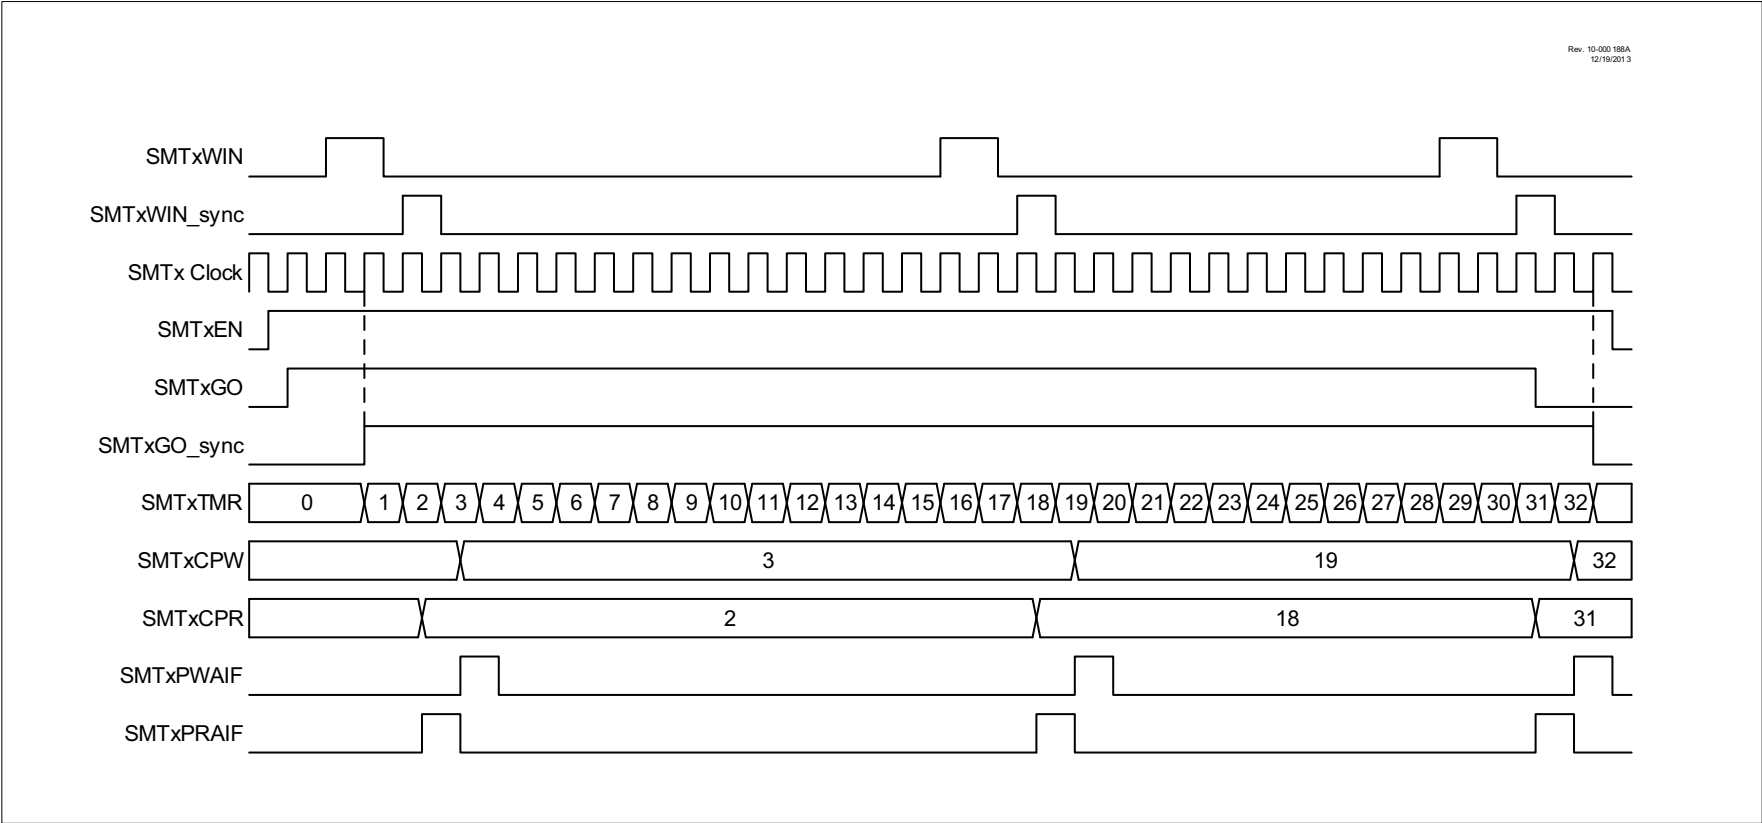 Rev. 10-000 188A
12/19/201 3
SMTxWIN
SMTxWIN_sync
SMTx Clock
SMTxEN
SMTxGO
SMTxGO_sync
SMTxTMR 0 1 2 3 4 5 6 7 8 9 10 11 12 13 14 15 16 17 18 19 20 21 22 23 24 25 26 27 28 29 30 31 32
SMTxCPW 3 19 32
SMTxCPR 2 18 31
SMTxPWAIF
SMTxPRAIF